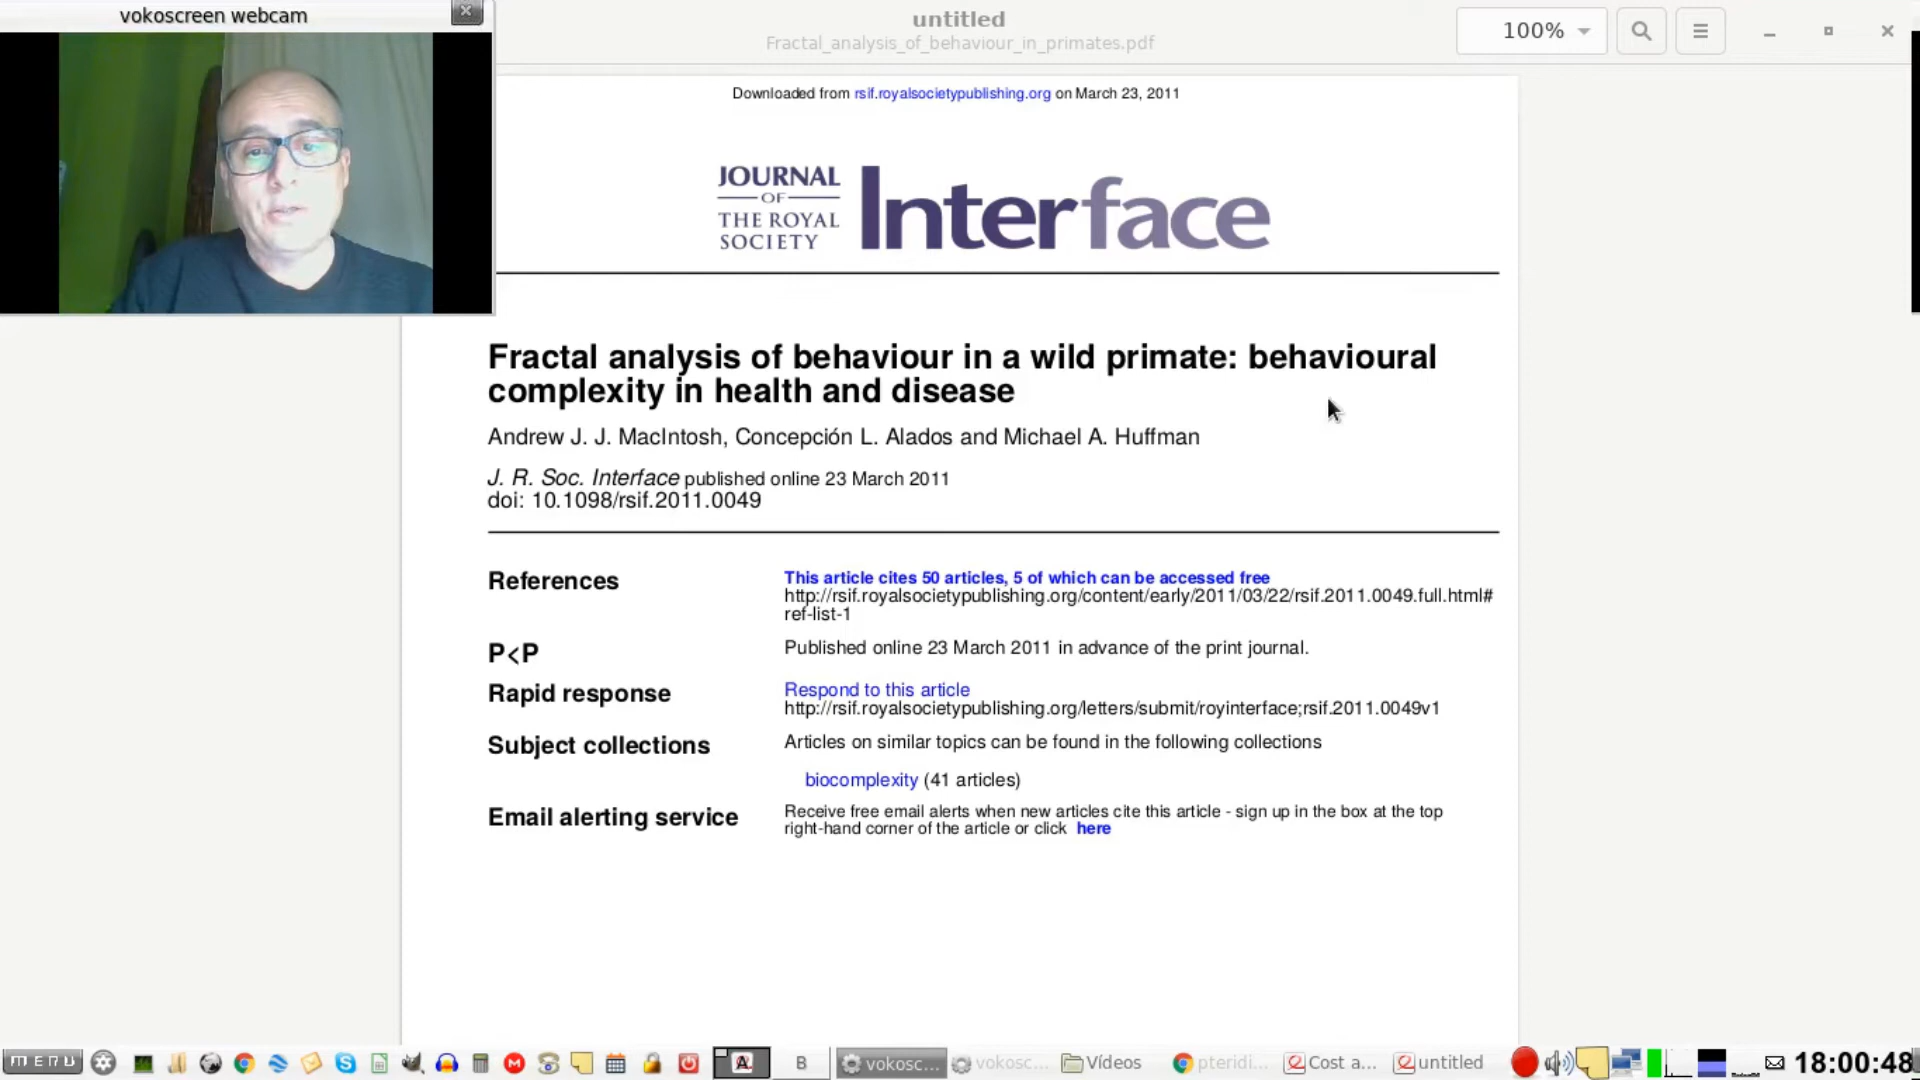 vokoscreen webcam
untitled
Fractal_analysis_of_behaviour_in_primates.pdf
100%
Downloaded from rsif.royalsocietypublishing.org on March 23, 2011
JOURNAL
OF
THE ROYAL
SOCIETY
Interface
Fractal analysis of behaviour in a wild primate: behavioural
complexity in health and disease
Andrew J. J. MacIntosh, Concepción L. Alados and Michael A. Huffman
J. R. Soc. Interface published online 23 March 2011
doi: 10.1098/rsif.2011.0049
References
This article cites 50 articles, 5 of which can be accessed free
http://rsif.royalsocietypublishing.org/content/early/2011/03/22/rsif.2011.0049.full.html#
ref-list-1
P<P
Published online 23 March 2011 in advance of the print journal.
Rapid response
Respond to this article
http://rsif.royalsocietypublishing.org/letters/submit/royinterface;rsif.2011.0049v1
Subject collections
Articles on similar topics can be found in the following collections
biocomplexity (41 articles)
Email alerting service
Receive free email alerts when new articles cite this article - sign up in the box at the top
right-hand corner of the article or click here
MENU
A
B
vokosc...
vokosc...
Vídeos
pteridi...
Cost a...
untitled
18:00:48